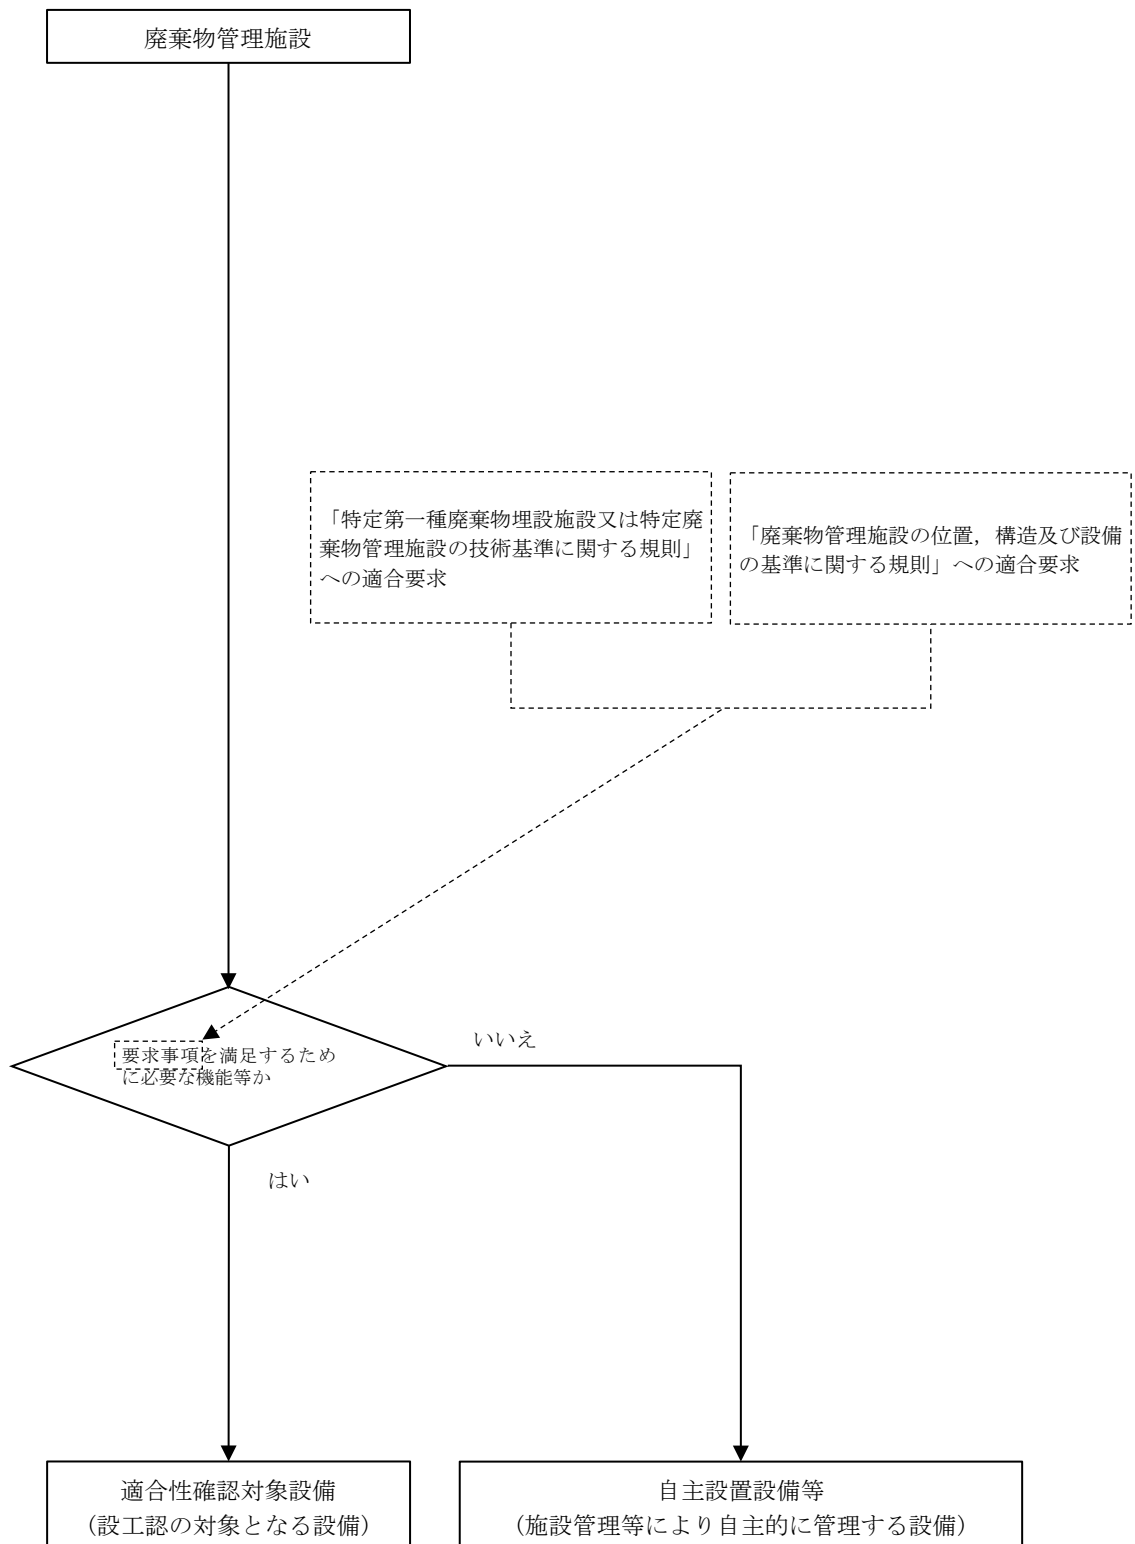 廃棄物管理施設
「特定第一種廃棄物埋設施設又は特定廃
棄物管理施設の技術基準に関する規則」
への適合要求
「廃棄物管理施設の位置，構造及び設備
の基準に関する規則」への適合要求
いいえ
要求事項を満足するため
に必要な機能等か
はい
適合性確認対象設備
（設工認の対象となる設備）
自主設置設備等
（施設管理等により自主的に管理する設備）